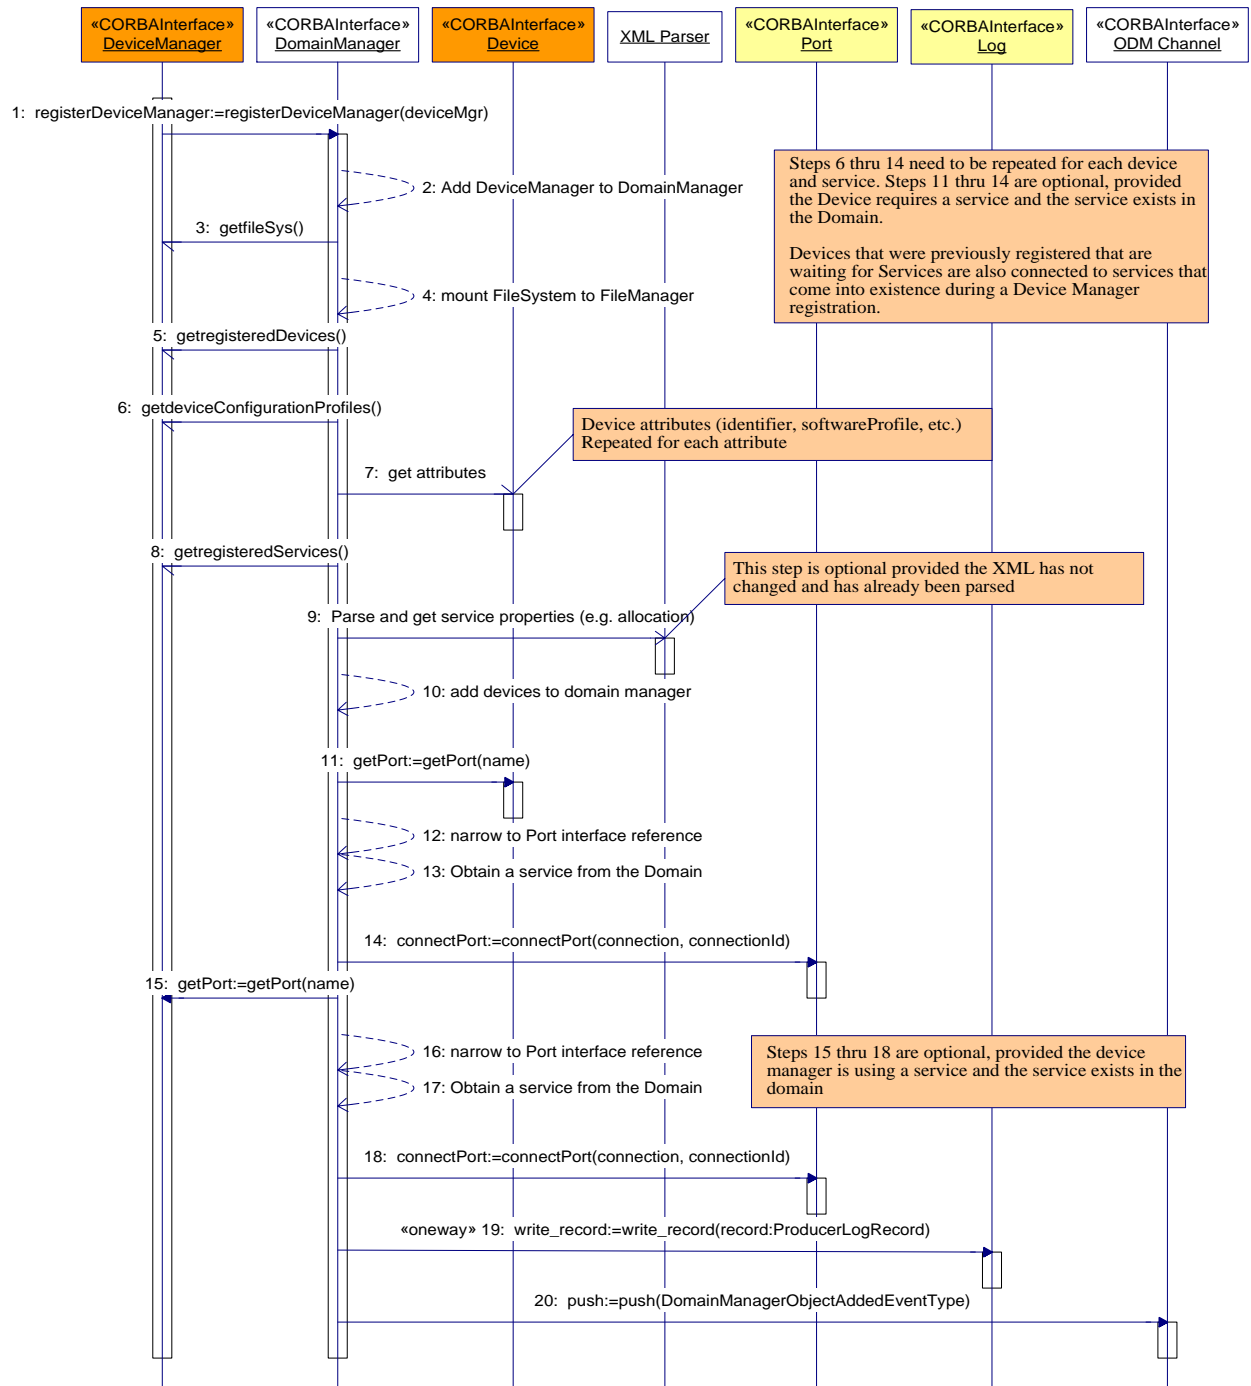 «CORBAInterface»
DeviceManager
«CORBAInterface»
DomainManager
«CORBAInterface»
Device
XML Parser
«CORBAInterface»
Port
«CORBAInterface»
Log
«CORBAInterface»
ODM Channel
1: registerDeviceManager:=registerDeviceManager(deviceMgr)
Steps 6 thru 14 need to be repeated for each device
and service. Steps 11 thru 14 are optional, provided
the Device requires a service and the service exists in
the Domain.
Devices that were previously registered that are
waiting for Services are also connected to services that
come into existence during a Device Manager
registration.
2: Add DeviceManager to DomainManager
3: getfileSys()
4: mount FileSystem to FileManager
5: getregisteredDevices()
6: getdeviceConfigurationProfiles()
Device attributes (identifier, softwareProfile, etc.)
Repeated for each attribute
7: get attributes
8: getregisteredServices()
This step is optional provided the XML has not
changed and has already been parsed
9: Parse and get service properties (e.g. allocation)
10: add devices to domain manager
11: getPort:=getPort(name)
12: narrow to Port interface reference
13: Obtain a service from the Domain
14: connectPort:=connectPort(connection, connectionId)
15: getPort:=getPort(name)
16: narrow to Port interface reference
17: Obtain a service from the Domain
Steps 15 thru 18 are optional, provided the device
manager is using a service and the service exists in the
domain
18: connectPort:=connectPort(connection, connectionId)
«oneway» 19: write_record:=write_record(record:ProducerLogRecord)
20: push:=push(DomainManagerObjectAddedEventType)